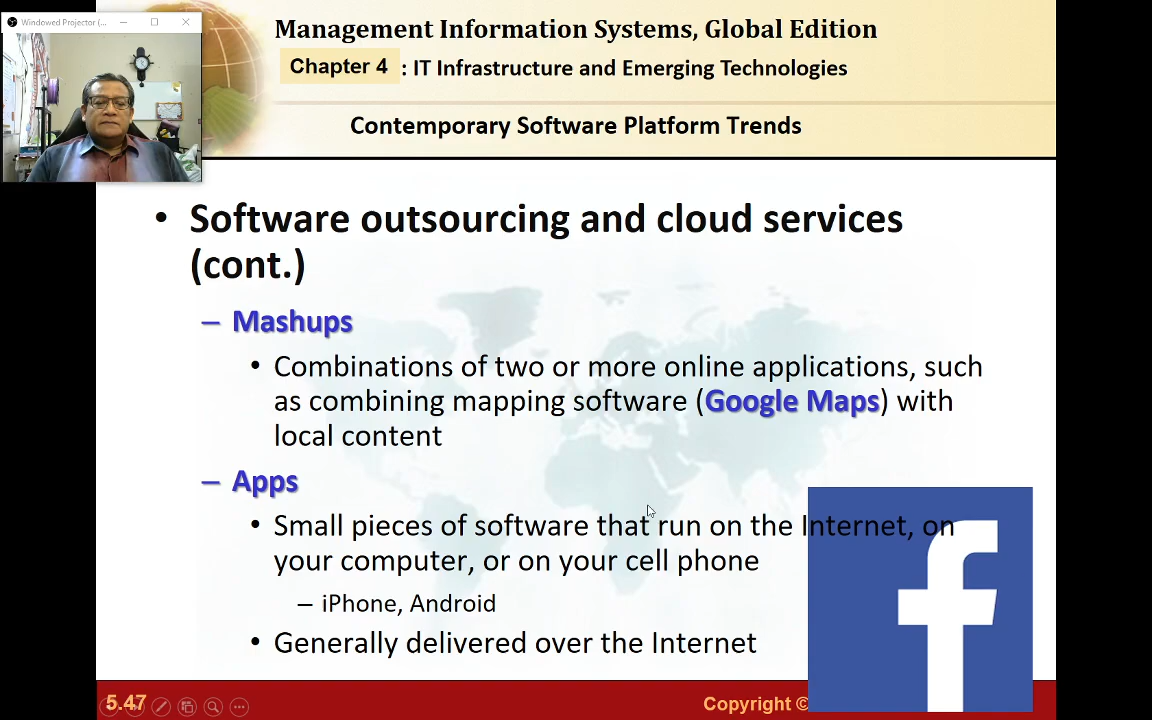 Windowed Projector (...
Management Information Systems, Global Edition
Chapter 4 : IT Infrastructure and Emerging Technologies
Contemporary Software Platform Trends
• Software outsourcing and cloud services
(cont.)
– Mashups
• Combinations of two or more online applications, such
as combining mapping software (Google Maps) with
local content
– Apps
• Small pieces of software that run on the Internet, on
your computer, or on your cell phone
– iPhone, Android
• Generally delivered over the Internet
5.47
Copyright ©
f